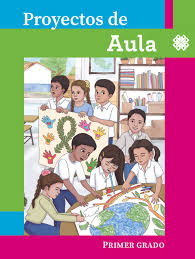 Proyectos de
Aula
PRIMER GRADO